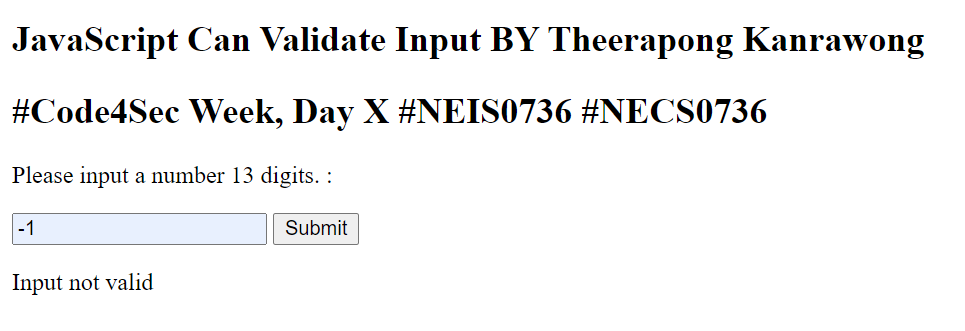 JavaScript Can Validate Input BY Theerapong Kanrawong
#Code4Sec Week, Day X #NEIS0736 #NECS0736
Please input a number 13 digits. :
-1 Submit
Input not valid